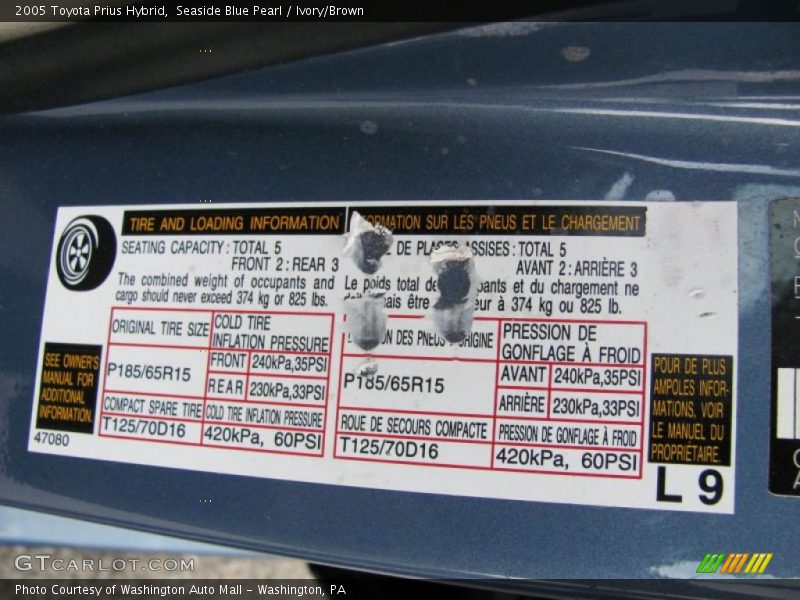 2005 Toyota Prius Hybrid, Seaside Blue Pearl / Ivory/Brown
TIRE AND LOADING INFORMATION
SEATING CAPACITY : TOTAL 5
FRONT 2 : REAR 3
The combined weight of occupants and
cargo should never exceed 374 kg or 825 lbs.
ORIGINAL TIRE SIZE
COLD TIRE
INFLATION PRESSURE
P185/65R15
FRONT 240kPa,35PSI
REAR 230kPa,33PSI
COMPACT SPARE TIRE
COLD TIRE INFLATION PRESSURE
T125/70D16
420kPa, 60PSI
SEE OWNER'S
MANUAL FOR
ADDITIONAL
INFORMATION.
47080
SUR LES PNEUS ET LE CHARGEMENT
DE ASSISES : TOTAL 5
AVANT 2 : ARRIÈRE 3
Le poids total et du chargement ne
être à 374 kg ou 825 lb.
DES
PRESSION DE
GONFLAGE À FROID
P185/65R15
AVANT 240kPa,35PSI
ARRIÈRE 230kPa,33PSI
ROUE DE SECOURS COMPACTE
PRESSION DE GONFLAGE À FROID
T125/70D16
420kPa, 60PSI
POUR DE PLUS
AMPOLES INFOR-
MATIONS, VOIR
LE MANUEL DU
PROPRIÉTAIRE.
L 9
GTCARLOT.COM
Photo Courtesy of Washington Auto Mall - Washington, PA